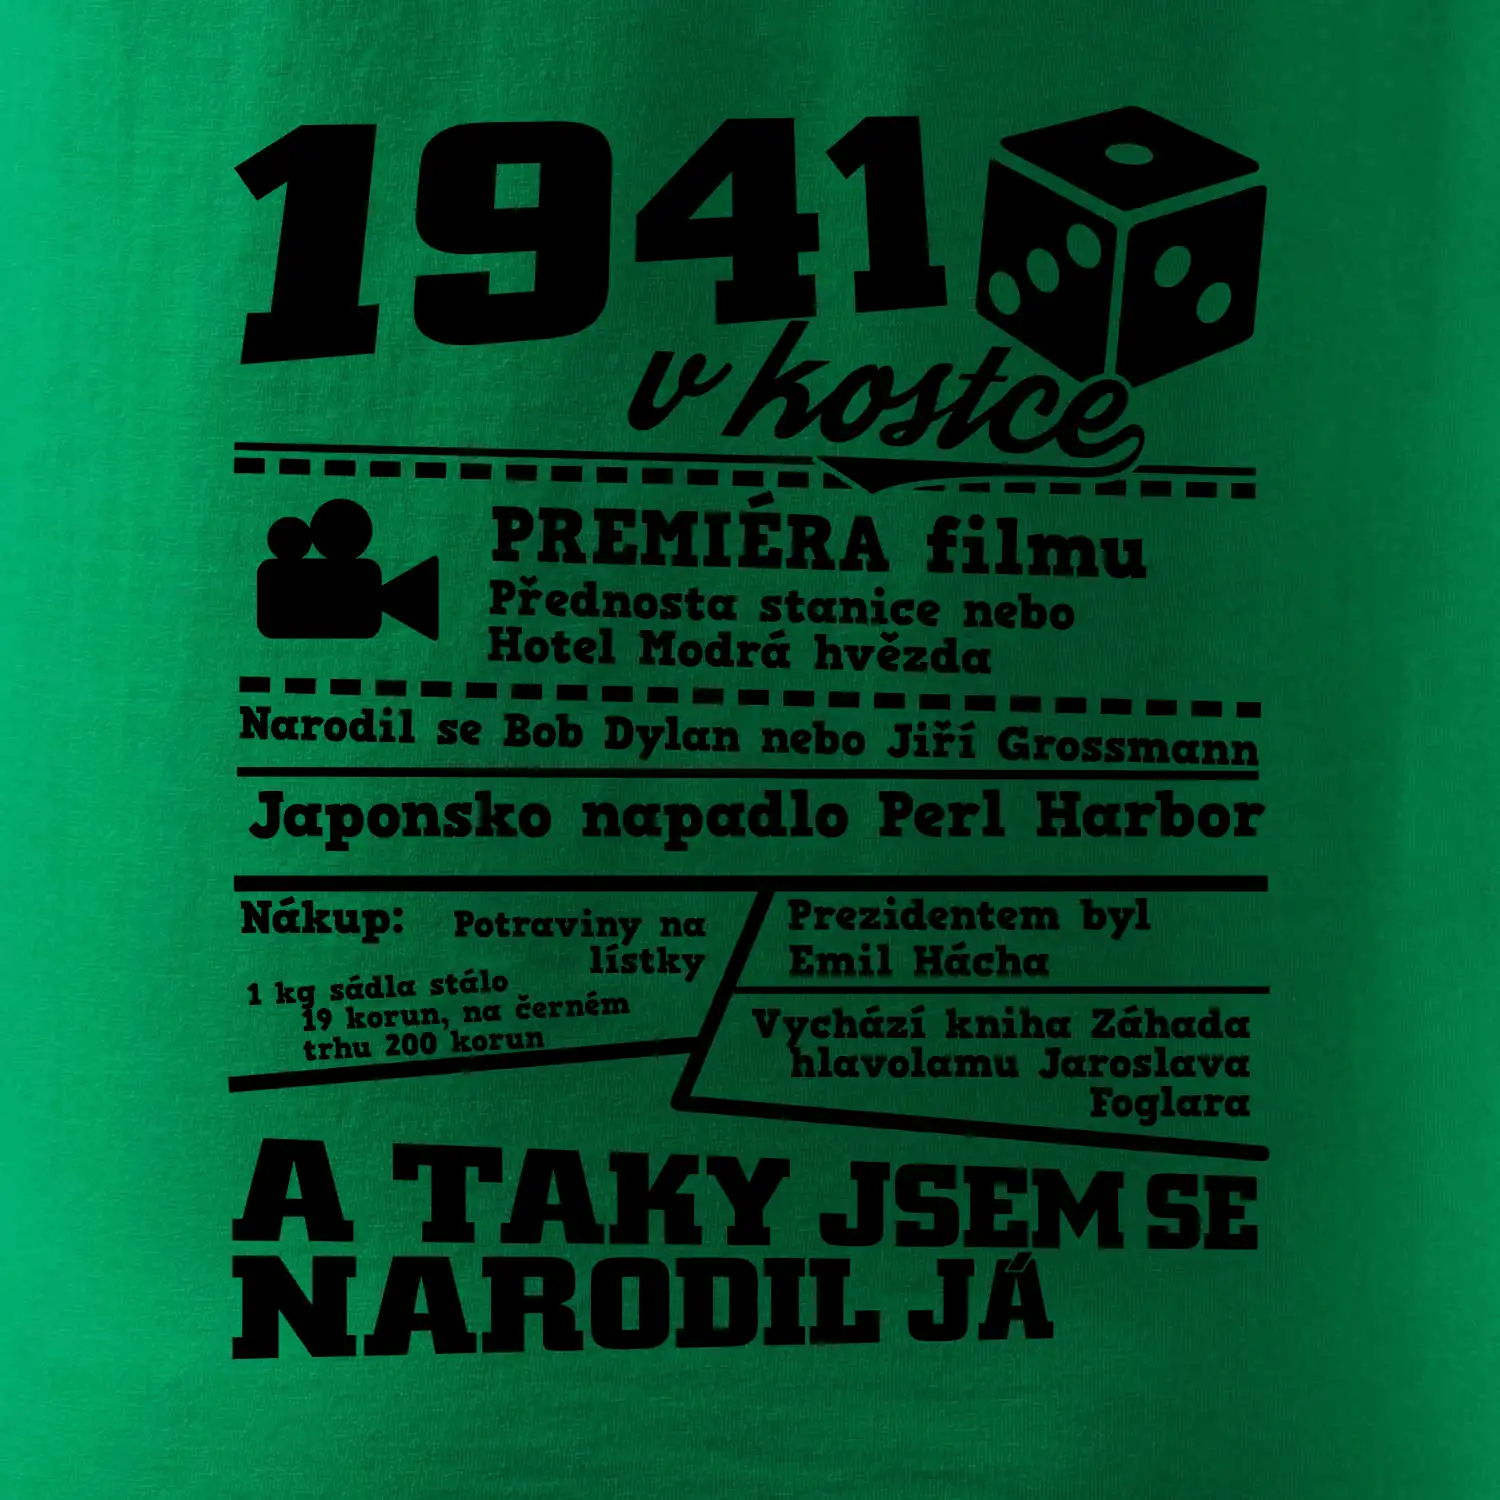 1941
v kostce
PREMIÉRA filmu
Přednosta stanice nebo
Hotel Modrá hvězda
Narodil se Bob Dylan nebo Jiří Grossmann
Japonsko napadlo Perl Harbor
Nákup:
Potraviny na
lístky
1 kg sádla stálo
19 korun, na černém
trhu 200 korun
Prezidentem byl
Emil Hácha
Vychází kniha Záhada
hlavolamu Jaroslava
Foglara
A TAKY JSEM SE
NARODIL JÁ